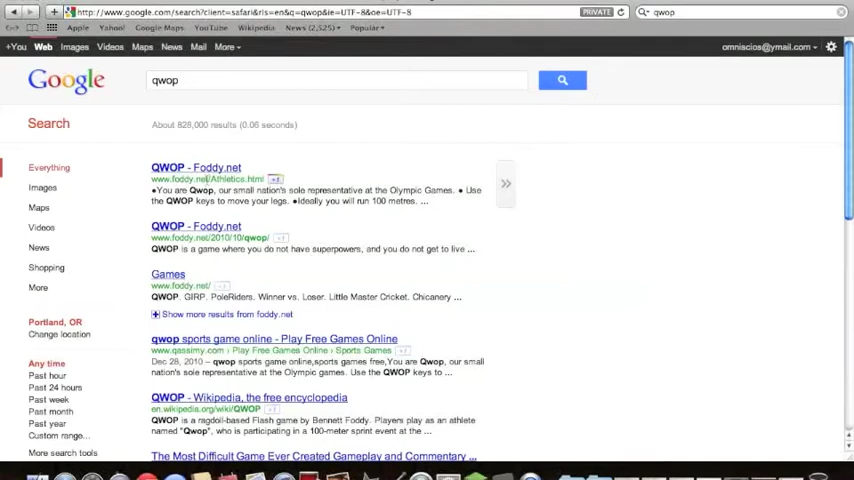 http://www.google.com/search?client=safari&rls=en&q=qwop&ie=UTF-8&oe=UTF-8 PRIVATE qwop
Apple Yahoo! Google Maps YouTube Wikipedia News (2,525) Popular
+You Web Images Videos Maps News Mail More omniscios@ymail.com
Google qwop
Search About 828,000 results (0.06 seconds)
Everything
Images
Maps
Videos
News
Shopping
More
Portland, OR
Change location
Any time
Past hour
Past 24 hours
Past week
Past month
Past year
Custom range...
More search tools
QWOP - Foddy.net
www.foddy.net/Athletics.html +1
●You are Qwop, our small nation's sole representative at the Olympic Games. ● Use
the QWOP keys to move your legs. ●Ideally you will run 100 metres. ...
QWOP - Foddy.net
www.foddy.net/2010/10/qwop/ +1
QWOP is a game where you do not have superpowers, and you do not get to live ...
Games
www.foddy.net/ +1
QWOP. GIRP. PoleRiders. Winner vs. Loser. Little Master Cricket. Chicanery ...
Show more results from foddy.net
qwop sports game online - Play Free Games Online
www.qassimy.com › Play Free Games Online › Sports Games +1
Dec 28, 2010 – qwop sports game online,sports games free,You are Qwop, our small
nation's sole representative at the Olympic games. Use the QWOP keys to ...
QWOP - Wikipedia, the free encyclopedia
en.wikipedia.org/wiki/QWOP +1
QWOP is a ragdoll-based Flash game by Bennett Foddy. Players play as an athlete
named "Qwop", who is participating in a 100-meter sprint event at the ...
The Most Difficult Game Ever Created Gameplay and Commentary ...